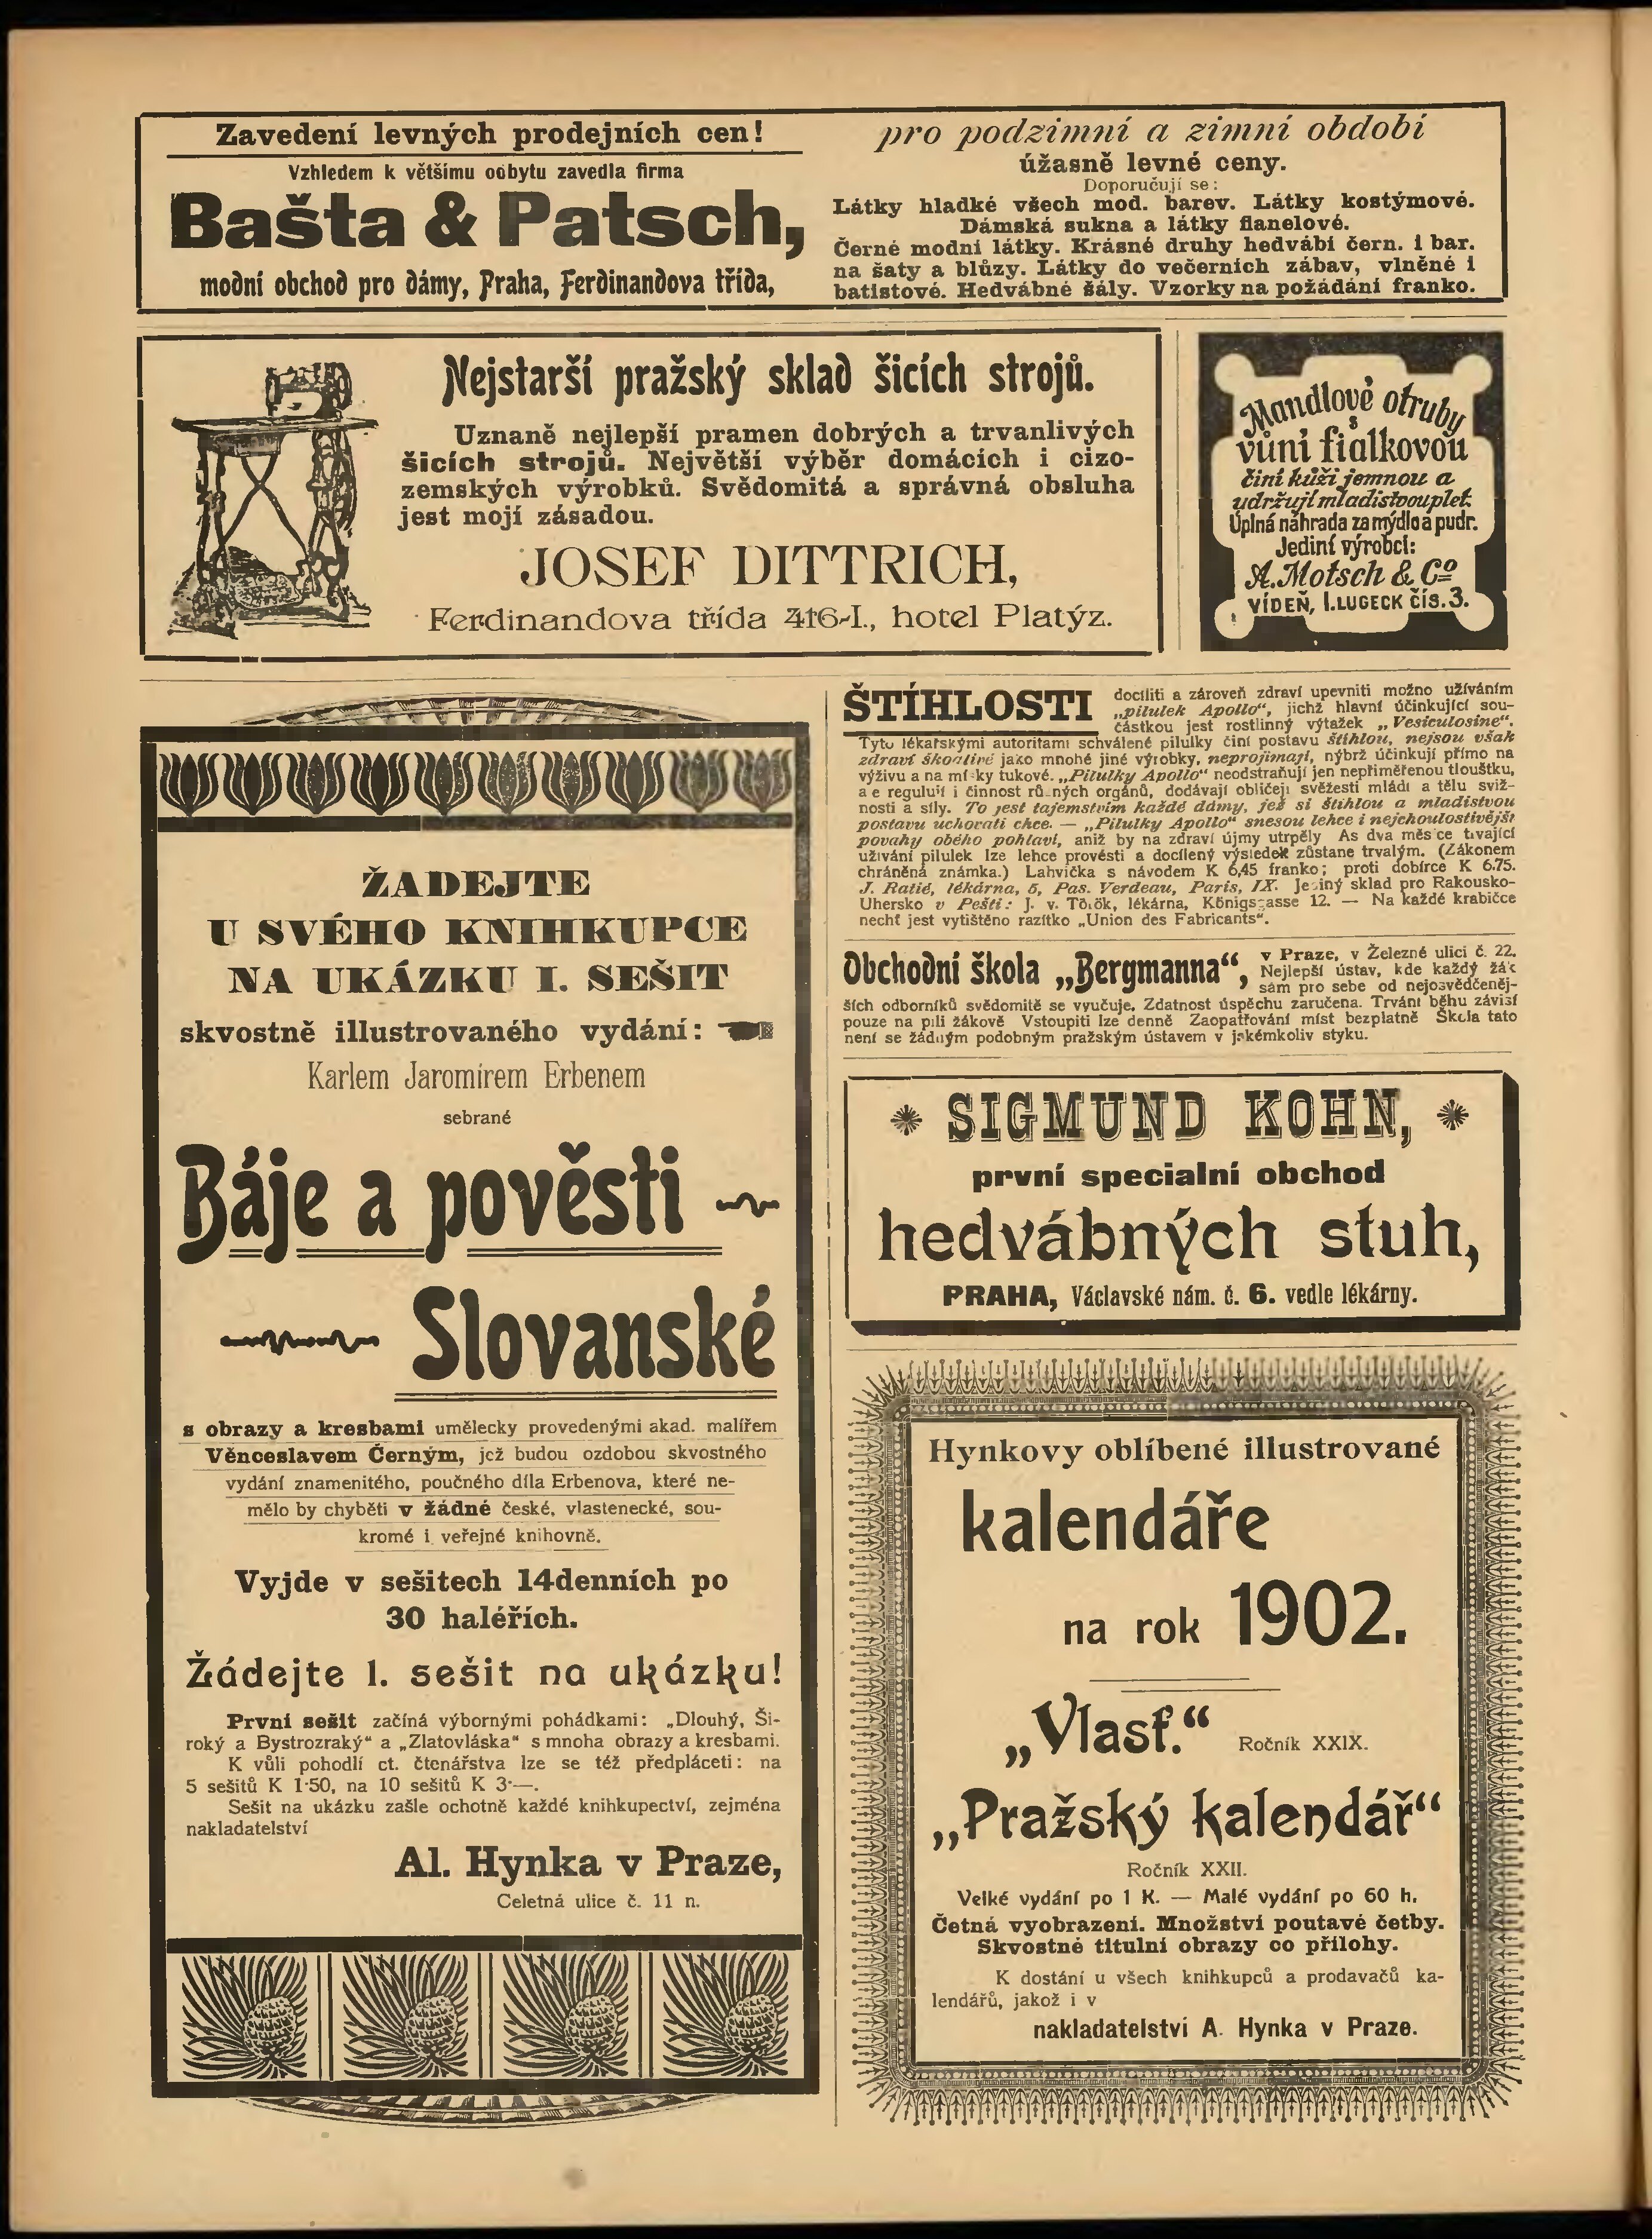 Zavedení levných prodejních cen!
Vzhledem k většímu odbytu zavedla firma
Bašta & Patsch,
modní obchod pro dámy, Praha, Ferdinandova třída,
pro podzimní a zimní období
úžasně levné ceny.
Doporučují se:
Látky hladké všech mod. barev. Látky kostýmové.
Dámská sukna a látky flanelové.
Černé modní látky. Krásné druhy hedvábí čern. i bar.
na šaty a blůzy. Látky do večerních zábav, vlněné i
batistové. Hedvábné šály. Vzorky na požádání franko.
Nejstarší pražský sklad šicích strojů.
Uznaně nejlepší pramen dobrých a trvanlivých
šicích strojů. Největší výběr domácích i cizo-
zemských výrobků. Svědomitá a správná obsluha
jest mojí zásadou.
JOSEF DITTRICH,
Ferdinandova třída 416-I., hotel Platýz.
Mandlové otruby
s
vůní fialkovou
činí kůži jemnou a
udržují mladistvou pleť.
Úplná náhrada za mýdlo a pudr.
Jediní výrobci:
A. Motsch & Co
VÍDEŇ, I. LUGECK ČÍS. 3.
ŽADEJTE
U SVÉHO KNIHKUPCE
NA UKÁZKU I. SEŠIT
skvostně illustrovaného vydání:
Karlem Jaromírem Erbenem
sebrané
Báje a pověsti
Slovanské
s obrazy a kresbami umělecky provedenými akad. malířem
Věnceslavem Černým, jež budou ozdobou skvostného
vydání znamenitého, poučného díla Erbenova, které ne-
mělo by chyběti v žádné české, vlastenecké, sou-
kromé i veřejné knihovně.
Vyjde v sešitech 14denních po
30 haléřích.
Žádejte 1. sešit na ukázku!
První sešit začíná výbornými pohádkami: „Dlouhý, Ši-
roký a Bystrozraký“ a „Zlatovláska“ s mnoha obrazy a kresbami.
K vůli pohodlí ct. čtenářstva lze se též předpláceti: na
5 sešitů K 1·50, na 10 sešitů K 3·—.
Sešit na ukázku zašle ochotně každé knihkupectví, zejména
nakladatelství
Al. Hynka v Praze,
Celetná ulice č. 11 n.
ŠTÍHLOSTI docíliti a zároveň zdraví upevniti možno užíváním
„pilulek Apollo“, jichž hlavní účinkující sou-
částkou jest rostlinný výtažek „Vesiculosine“.
Tyto lékařskými autoritami schválené pilulky činí postavu štíhlou, nejsou však
zdraví škodlivé jako mnohé jiné výrobky, neprojímají, nýbrž účinkují přímo na
výživu a na mí ky tukové. „Pilulky Apollo“ neodstraňují jen nepřiměřenou tloušťku,
a e regulují i činnost různých orgánů, dodávají obličeji svěžesti mládí a tělu sviž-
nosti a síly. To jest tajemstvím každé dámy, jež si štíhlou a mladistvou
postavu uchovati chce. — „Pilulky Apollo“ snesou lehce i nejchoulostivější
povahy obého pohlaví, aniž by na zdraví újmy utrpěly As dva měs ce trvající
užívání pilulek lze lehce provésti a docílený výsledek zůstane trvalým. (Zákonem
chráněná známka.) Lahvička s návodem K 6,45 franko; proti dobírce K 6.75.
J. Ratié, lékárna, 5, Pas. Verdeau, Paris, IX. Jediný sklad pro Rakousko-
Uhersko v Pešti: J. v. Török, lékárna, Königsgasse 12. — Na každé krabičce
nechť jest vytištěno razítko „Union des Fabricants“.
Obchodní škola „Bergmanna“, v Praze, v Železné ulici č. 22.
Nejlepší ústav, kde každý žák
sám pro sebe od nejosvědčeněj-
ších odborníků svědomitě se vyučuje. Zdatnost úspěchu zaručena. Trvání běhu závisí
pouze na píli žákově Vstoupiti lze denně Zaopatřování míst bezplatně Škola tato
není se žádným podobným pražským ústavem v jakémkoliv styku.
SIGMUND KOHN,
první specialní obchod
hedvábných stuh,
PRAHA, Václavské nám. č. 6. vedle lékárny.
Hynkovy oblíbené illustrované
kalendáře
na rok 1902.
„Vlasť.“ Ročník XXIX.
„Pražský kalendář“
Ročník XXII.
Velké vydání po 1 K. — Malé vydání po 60 h.
Četná vyobrazení. Množství poutavé četby.
Skvostné titulní obrazy co přílohy.
K dostání u všech knihkupců a prodavačů ka-
lendářů, jakož i v
nakladatelství A. Hynka v Praze.